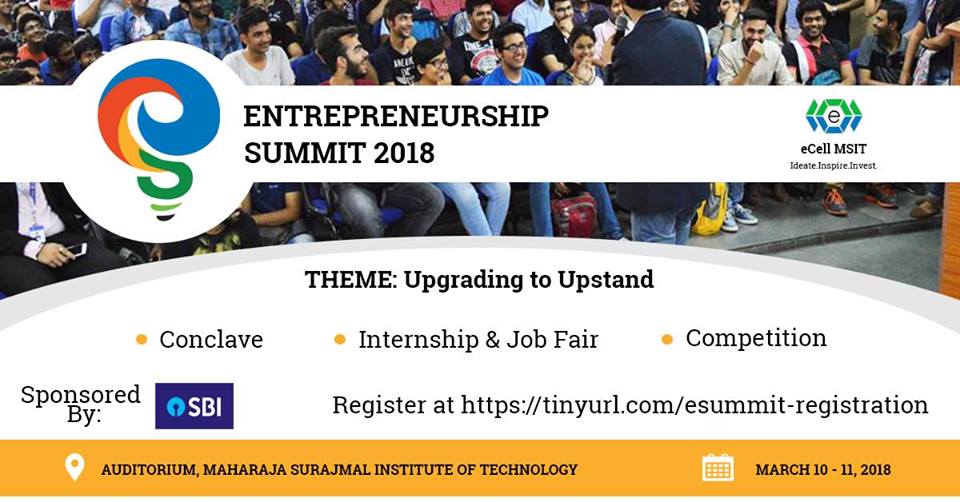 ENTREPRENEURSHIP
SUMMIT 2018
e
eCell MSIT
Ideate.Inspire.Invest.
THEME: Upgrading to Upstand
Conclave
Internship & Job Fair
Competition
Sponsored
By:
SBI
Register at https://tinyurl.com/esummit-registration
AUDITORIUM, MAHARAJA SURAJMAL INSTITUTE OF TECHNOLOGY
MARCH 10 - 11, 2018